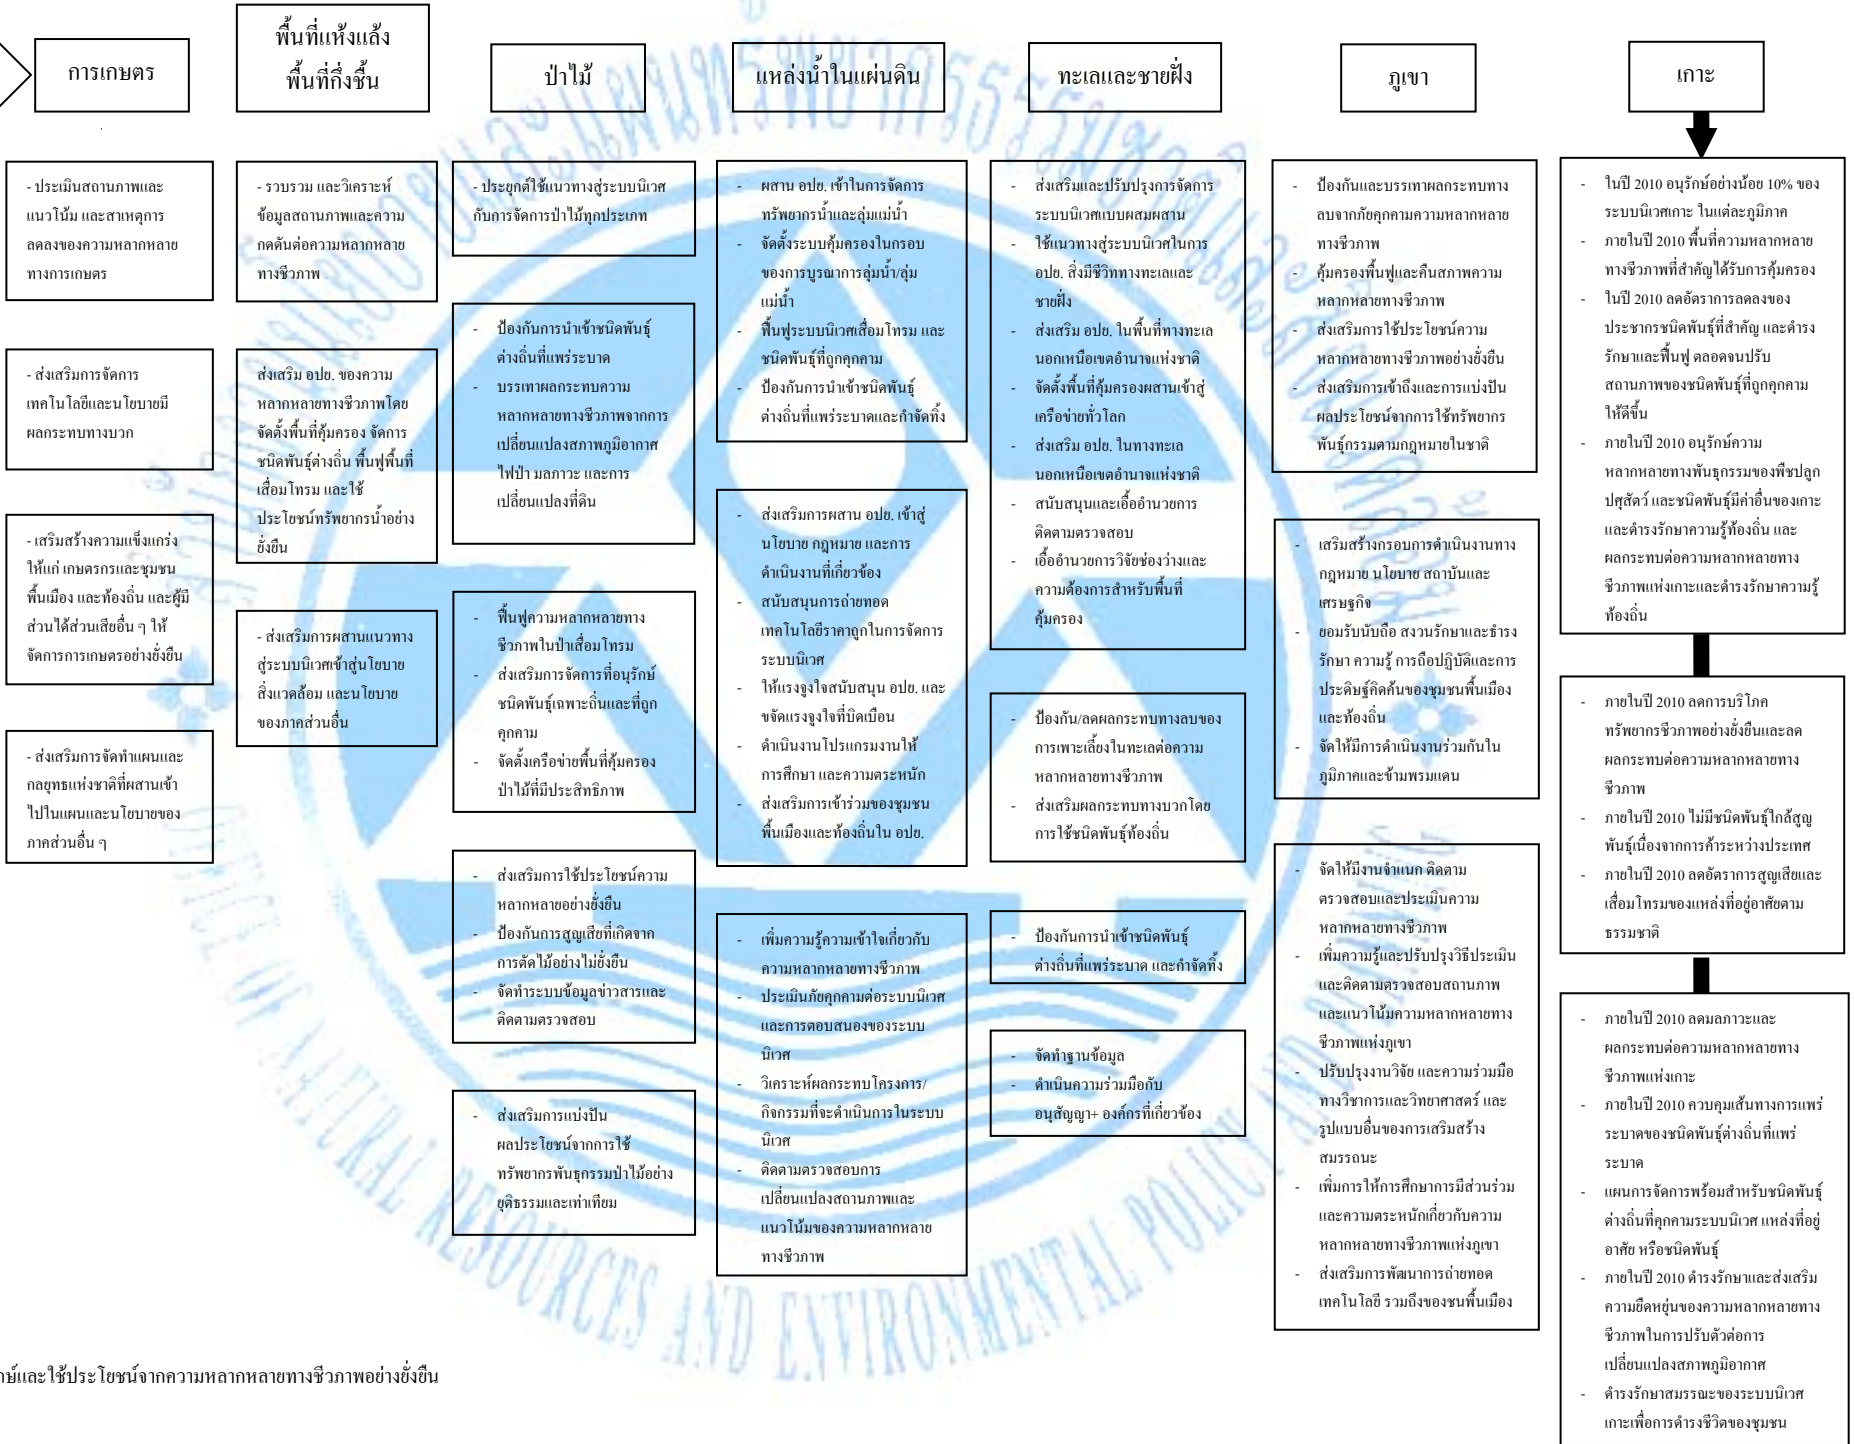 การเกษตร
พื้นที่แห้งแล้ง
พื้นที่กึ่งชื้น
ป่าไม้
แหล่งน้ำในแผ่นดิน
ทะเลและชายฝั่ง
ภูเขา
เกาะ
- ประเมินสถานภาพและ
แนวโน้ม และสาเหตุการ
ลดลงของความหลากหลาย
ทางการเกษตร
- ส่งเสริมการจัดการ
เทคโนโลยีและนโยบายมี
ผลกระทบทางบวก
- เสริมสร้างความแข็งแกร่ง
ให้แก่ เกษตรกรและชุมชน
พื้นเมือง และท้องถิ่น และผู้มี
ส่วนได้ส่วนเสียอื่น ๆ ให้
จัดการการเกษตรอย่างยั่งยืน
- ส่งเสริมการจัดทำแผนและ
กลยุทธแห่งชาติที่ผสานเข้า
ไปในแผนและนโยบายของ
ภาคส่วนอื่น ๆ
- รวบรวม และวิเคราะห์
ข้อมูลสถานภาพและความ
กดดันต่อความหลากหลาย
ทางชีวภาพ
ส่งเสริม อปย. ของความ
หลากหลายทางชีวภาพโดย
จัดตั้งพื้นที่คุ้มครอง จัดการ
ชนิดพันธุ์ต่างถิ่น พื้นฟูพื้นที่
เสื่อมโทรม และใช้
ประโยชน์ทรัพยากรน้ำอย่าง
ยั่งยืน
- ส่งเสริมการผสานแนวทาง
สู่ระบบนิเวศเข้าสู่นโยบาย
สิ่งแวดล้อม และนโยบาย
ของภาคส่วนอื่น
- ประยุกต์ใช้แนวทางสู่ระบบนิเวศ
กับการจัดการป่าไม้ทุกประเภท
- ป้องกันการนำเข้าชนิดพันธุ์
ต่างถิ่นที่แพร่ระบาด
- บรรเทาผลกระทบความ
หลากหลายทางชีวภาพจากการ
เปลี่ยนแปลงสภาพภูมิอากาศ
ไฟป่า มลภาวะ และการ
เปลี่ยนแปลงที่ดิน
- ฟื้นฟูความหลากหลายทาง
ชีวภาพในป่าเสื่อมโทรม
- ส่งเสริมการจัดการที่อนุรักษ์
ชนิดพันธุ์เฉพาะถิ่นและที่ถูก
คุกคาม
- จัดตั้งเครือข่ายพื้นที่คุ้มครอง
ป่าไม้ที่มีประสิทธิภาพ
- ส่งเสริมการใช้ประโยชน์ความ
หลากหลายอย่างยั่งยืน
- ป้องกันการสูญเสียที่เกิดจาก
การตัดไม้อย่างไม่ยั่งยืน
- จัดทำระบบข้อมูลข่าวสารและ
ติดตามตรวจสอบ
- ส่งเสริมการแบ่งปัน
ผลประโยชน์จากการใช้
ทรัพยากรพันธุกรรมป่าไม้อย่าง
ยุติธรรมและเท่าเทียม
- ผสาน อปย. เข้าในการจัดการ
ทรัพยากรน้ำและลุ่มแม่น้ำ
- จัดตั้งระบบคุ้มครองในกรอบ
ของการบูรณาการลุ่มน้ำ/ลุ่ม
แม่น้ำ
- ฟื้นฟูระบบนิเวศเสื่อมโทรม และ
ชนิดพันธุ์ที่ถูกคุกคาม
- ป้องกันการนำเข้าชนิดพันธุ์
ต่างถิ่นที่แพร่ระบาดและกำจัดทิ้ง
- ส่งเสริมการผสาน อปย. เข้าสู่
นโยบาย กฎหมาย และการ
ดำเนินงานที่เกี่ยวข้อง
- สนับสนุนการถ่ายทอด
เทคโนโลยีราคาถูกในการจัดการ
ระบบนิเวศ
- ให้แรงจูงใจสนับสนุน อปย. และ
ขจัดแรงจูงใจที่บิดเบือน
- ดำเนินงานโปรแกรมงานให้
การศึกษา และความตระหนัก
- ส่งเสริมการเข้าร่วมของชุมชน
พื้นเมืองและท้องถิ่นใน อปย.
- เพิ่มความรู้ความเข้าใจเกี่ยวกับ
ความหลากหลายทางชีวภาพ
- ประเมินภัยคุกคามต่อระบบนิเวศ
และการตอบสนองของระบบ
นิเวศ
- วิเคราะห์ผลกระทบโครงการ/
กิจกรรมที่จะดำเนินการในระบบ
นิเวศ
- ติดตามตรวจสอบการ
เปลี่ยนแปลงสถานภาพและ
แนวโน้มของความหลากหลาย
ทางชีวภาพ
- ส่งเสริมและปรับปรุงการจัดการ
ระบบนิเวศแบบผสมผสาน
- ใช้แนวทางสู่ระบบนิเวศในการ
อปย. สิ่งมีชีวิททางทะเลและ
ชายฝั่ง
- ส่งเสริม อปย. ในพื้นที่ทางทะเล
นอกเหนือเขตอำนาจแห่งชาติ
- จัดตั้งพื้นที่คุ้มครองผสานเข้าสู่
เครือข่ายทั่วโลก
- ส่งเสริม อปย. ในทางทะเล
นอกเหนือเขตอำนาจแห่งชาติ
- สนับสนุนและเอื้ออำนวยการ
ติดตามตรวจสอบ
- เอื้ออำนวยการวิจัยช่องว่างและ
ความต้องการสำหรับพื้นที่
คุ้มครอง
- ป้องกัน/ลดผลกระทบทางลบของ
การเพาะเลี้ยงในทะเลต่อความ
หลากหลายทางชีวภาพ
- ส่งเสริมผลกระทบทางบวกโดย
การใช้ชนิดพันธุ์ท้องถิ่น
- ป้องกันการนำเข้าชนิดพันธุ์
ต่างถิ่นที่แพร่ระบาด และกำจัดทิ้ง
- จัดทำฐานข้อมูล
- ดำเนินความร่วมมือกับ
อนุสัญญา+ องค์กรที่เกี่ยวข้อง
- ป้องกันและบรรเทาผลกระทบทาง
ลบจากภัยคุกคามความหลากหลาย
ทางชีวภาพ
- คุ้มครองพื้นฟูและคืนสภาพความ
หลากหลายทางชีวภาพ
- ส่งเสริมการใช้ประโยชน์ความ
หลากหลายทางชีวภาพอย่างยั่งยืน
- ส่งเสริมการเข้าถึงและการแบ่งปัน
ผลประโยชน์จากการใช้ทรัพยากร
พันธุ์กรรมตามกฎหมายในชาติ
- เสริมสร้างกรอบการดำเนินงานทาง
กฎหมาย นโยบาย สถาบันและ
เศรษฐกิจ
- ยอมรับนับถือ สงวนรักษาและธำรง
รักษา ความรู้ การถือปฏิบัติและการ
ประดิษฐ์คิดค้นของชุมชนพื้นเมือง
และท้องถิ่น
- จัดให้มีการดำเนินงานร่วมกันใน
ภูมิภาคและข้ามพรมแดน
- จัดให้มีงานจำแนก ติดตาม
ตรวจสอบและประเมินความ
หลากหลายทางชีวภาพ
- เพิ่มความรู้และปรับปรุงวิธีประเมิน
และติดตามตรวจสอบสถานภาพ
และแนวโน้มความหลากหลายทาง
ชีวภาพแห่งภูเขา
- ปรับปรุงงานวิจัย และความร่วมมือ
ทางวิชาการและวิทยาศาสตร์ และ
รูปแบบอื่นของการเสริมสร้าง
สมรรถนะ
- เพิ่มการให้การศึกษาการมีส่วนร่วม
และความตระหนักเกี่ยวกับความ
หลากหลายทางชีวภาพแห่งภูเขา
- ส่งเสริมการพัฒนาการถ่ายทอด
เทคโนโลยี รวมถึงของชนพื้นเมือง
- ในปี 2010 อนุรักษ์อย่างน้อย 10% ของ
ระบบนิเวศเกาะ ในแต่ละภูมิภาค
- ภายในปี 2010 พื้นที่ความหลากหลาย
ทางชีวภาพที่สำคัญได้รับการคุ้มครอง
- ในปี 2010 ลดอัตราการลดลงของ
ประชากรชนิดพันธุ์ที่สำคัญ และดำรง
รักษาและฟื้นฟู ตลอดจนปรับ
สถานภาพของชนิดพันธุ์ที่ถูกคุกคาม
ให้ดีขึ้น
- ภายในปี 2010 อนุรักษ์ความ
หลากหลายทางพันธุกรรมของพืชปลูก
ปศุสัตว์ และชนิดพันธุ์มีค่าอื่นของเกาะ
และดำรงรักษาความรู้ท้องถิ่น และ
ผลกระทบต่อความหลากหลายทาง
ชีวภาพแห่งเกาะและดำรงรักษาความรู้
ท้องถิ่น
- ภายในปี 2010 ลดการบริโภค
ทรัพยากรชีวภาพอย่างยั่งยืนและลด
ผลกระทบต่อความหลากหลายทาง
ชีวภาพ
- ภายในปี 2010 ไม่มีชนิดพันธุ์ใกล้สูญ
พันธุ์เนื่องจากการค้าระหว่างประเทศ
- ภายในปี 2010 ลดอัตราการสูญเสียและ
เสื่อมโทรมของแหล่งที่อยู่อาศัยตาม
ธรรมชาติ
- ภายในปี 2010 ลดมลภาวะและ
ผลกระทบต่อความหลากหลายทาง
ชีวภาพแห่งเกาะ
- ภายในปี 2010 ควบคุมเส้นทางการแพร่
ระบาดของชนิดพันธุ์ต่างถิ่นที่แพร่
ระบาด
- แผนการจัดการพร้อมสำหรับชนิดพันธุ์
ต่างถิ่นที่คุกคามระบบนิเวศ แหล่งที่อยู่
อาศัย หรือชนิดพันธุ์
- ภายในปี 2010 ดำรงรักษาและส่งเสริม
ความยืดหยุ่นของความหลากหลายทาง
ชีวภาพในการปรับตัวต่อการ
เปลี่ยนแปลงสภาพภูมิอากาศ
- ดำรงรักษาสมรรถนะของระบบนิเวศ
เกาะเพื่อการดำรงชีวิตของชุมชน
และใช้ประโยชน์จากความหลากหลายทางชีวภาพอย่างยั่งยืน
OFFICE OF NATURAL RESOURCES AND ENVIRONMENTAL POLICY AND PLANNING